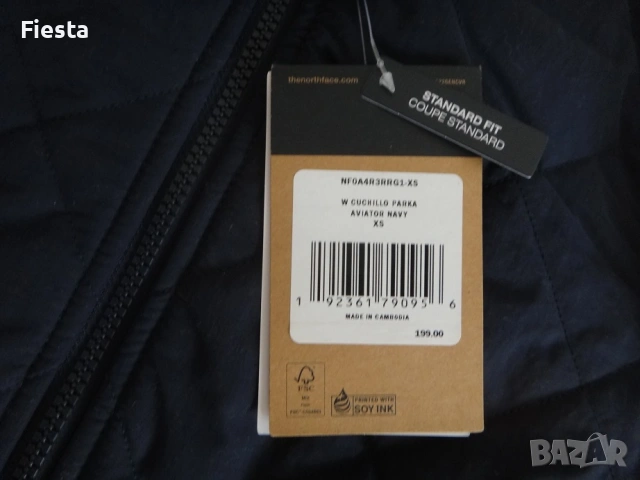 Fiesta
thenorthface.com
STANDARD FIT
COUPE STANDARD
NF0A4R3RRG1-XS
W CUCHILLO PARKA
AVIATOR NAVY
XS
1 92361 79095 6
MADE IN CAMBODIA
199.00
FSC
PRINTED WITH
SOY INK
BAZAR